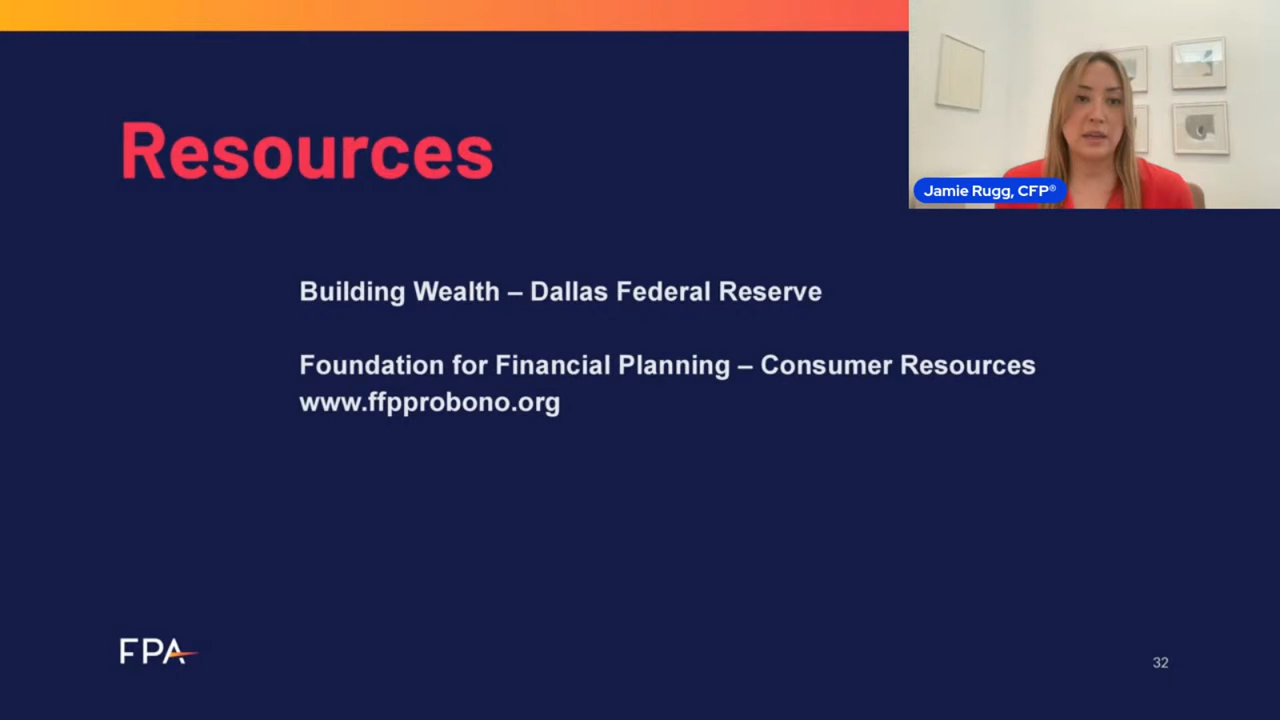 Resources
Jamie Rugg, CFP®
Building Wealth – Dallas Federal Reserve
Foundation for Financial Planning – Consumer Resources
www.ffpprobono.org
FPA
32